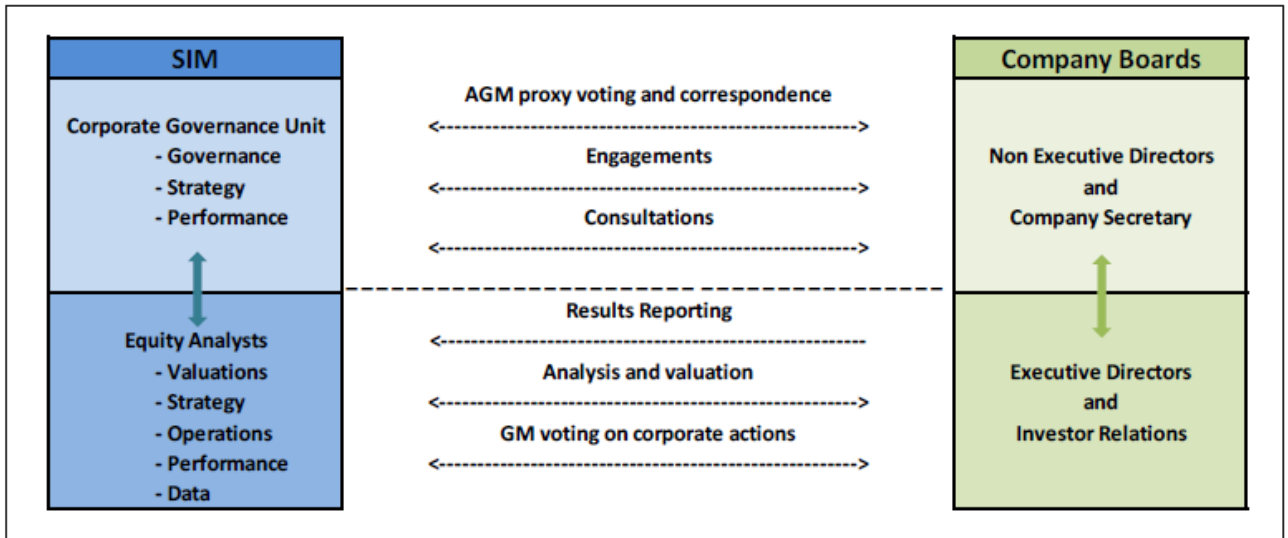 SIM
Company Boards
AGM proxy voting and correspondence
Corporate Governance Unit
- Governance
- Strategy
- Performance
Engagements
Consultations
Non Executive Directors
and
Company Secretary
Results Reporting
Equity Analysts
- Valuations
- Strategy
- Operations
- Performance
- Data
Analysis and valuation
GM voting on corporate actions
Executive Directors
and
Investor Relations